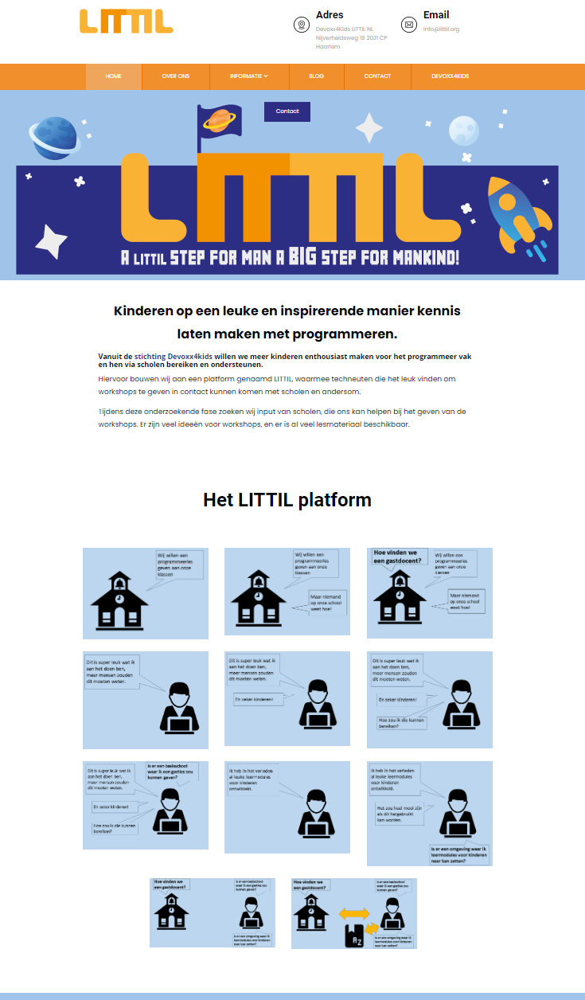 LITTIL
Adres
Devoxx4Kids LITTIL NL
Nijverheidsweg 18 2031 CP
Haarlem
Email
info@littil.org
HOME
OVER ONS
INFORMATIE
BLOG
CONTACT
DEVOXX4KIDS
Contact
LITTIL
A LITTIL STEP FOR MAN A BIG STEP FOR MANKIND!
Kinderen op een leuke en inspirerende manier kennis
laten maken met programmeren.
Vanuit de stichting Devoxx4kids willen we meer kinderen enthousiast maken voor het programmeer vak
en hen via scholen bereiken en ondersteunen.
Hiervoor bouwen wij aan een platform genaamd LITTIL, waarmee techneuten die het leuk vinden om
workshops te geven in contact kunnen komen met scholen en andersom.
Tijdens deze onderzoekende fase zoeken wij input van scholen, die ons kan helpen bij het geven van de
workshops. Er zijn veel ideeën voor workshops, en er is al veel lesmateriaal beschikbaar.
Het LITTIL platform
Wij willen een
programmeerles
geven aan onze
klassen
Wij willen een
programmeerles
geven aan onze
klassen
Maar niemand
op onze school
weet hoe!
Hoe vinden we
een gastdocent?
Wij willen een
programmeerles
geven aan onze
klassen
Maar niemand
op onze school
weet hoe!
Dit is super leuk wat ik
aan het doen ben,
meer mensen zouden
dit moeten weten.
Dit is super leuk wat ik
aan het doen ben,
meer mensen zouden
dit moeten weten.
En zeker kinderen!
Dit is super leuk wat ik
aan het doen ben,
meer mensen zouden
dit moeten weten.
En zeker kinderen!
Hoe zou ik die kunnen
bereiken?
Dit is super leuk wat ik
aan het doen ben,
meer mensen zouden
dit moeten weten.
Is er een basisschool
waar ik een gastles zou
kunnen geven?
En zeker kinderen!
Hoe zou ik die kunnen
bereiken?
Ik heb in het verleden
al leuke leermodules
voor kinderen
ontwikkeld.
Ik heb in het verleden
al leuke leermodules
voor kinderen
ontwikkeld.
Het zou heel mooi zijn
als dit hergebruikt
kan worden.
Is er een omgeving waar ik
leermodules voor kinderen
neer kan zetten?
Hoe vinden we
een gastdocent?
Is er een basisschool
waar ik een gastles zou
kunnen geven?
Is er een omgeving waar ik
leermodules voor kinderen
neer kan zetten?
Hoe vinden we
een gastdocent?
Is er een basisschool
waar ik een gastles zou
kunnen geven?
A Z
Is er een omgeving waar ik
leermodules voor kinderen
neer kan zetten?